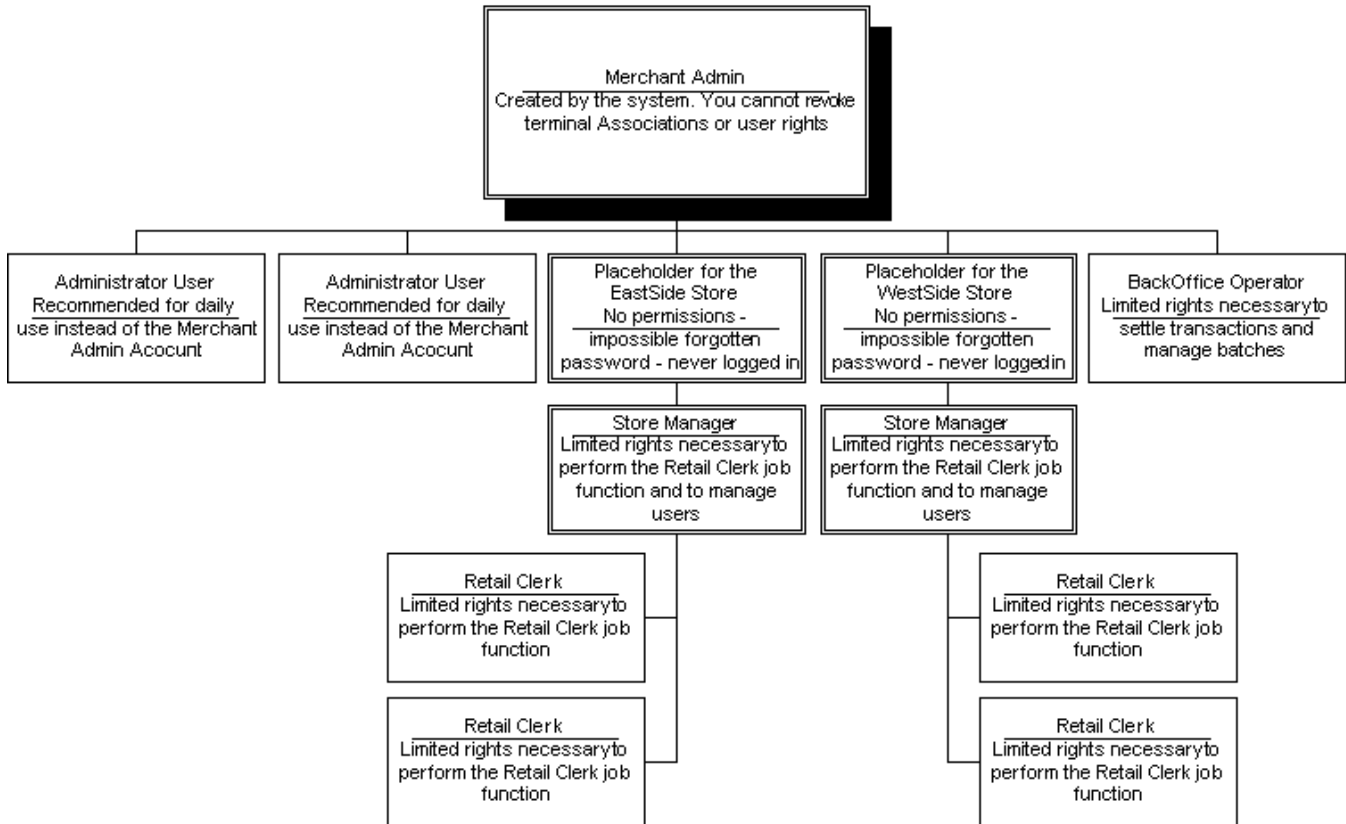 Merchant Admin
Created by the system. You cannot revoke
terminal Associations or user rights
Administrator User
Recommended for daily
use instead of the Merchant
Admin Acocunt
Administrator User
Recommended for daily
use instead of the Merchant
Admin Acocunt
Placeholder for the
EastSide Store
No permissions -
impossible forgotten
password - never logged in
Placeholder for the
WestSide Store
No permissions -
impossible forgotten
password - never loggedin
BackOffice Operator
Limited rights necessaryto
settle transactions and
manage batches
Store Manager
Limited rights necessaryto
perform the Retail Clerk job
function and to manage
users
Store Manager
Limited rights necessaryto
perform the Retail Clerk job
function and to manage
users
Retail Clerk
Limited rights necessaryto
perform the Retail Clerk job
function
Retail Clerk
Limited rights necessaryto
perform the Retail Clerk job
function
Retail Clerk
Limited rights necessaryto
perform the Retail Clerk job
function
Retail Clerk
Limited rights necessaryto
perform the Retail Clerk job
function